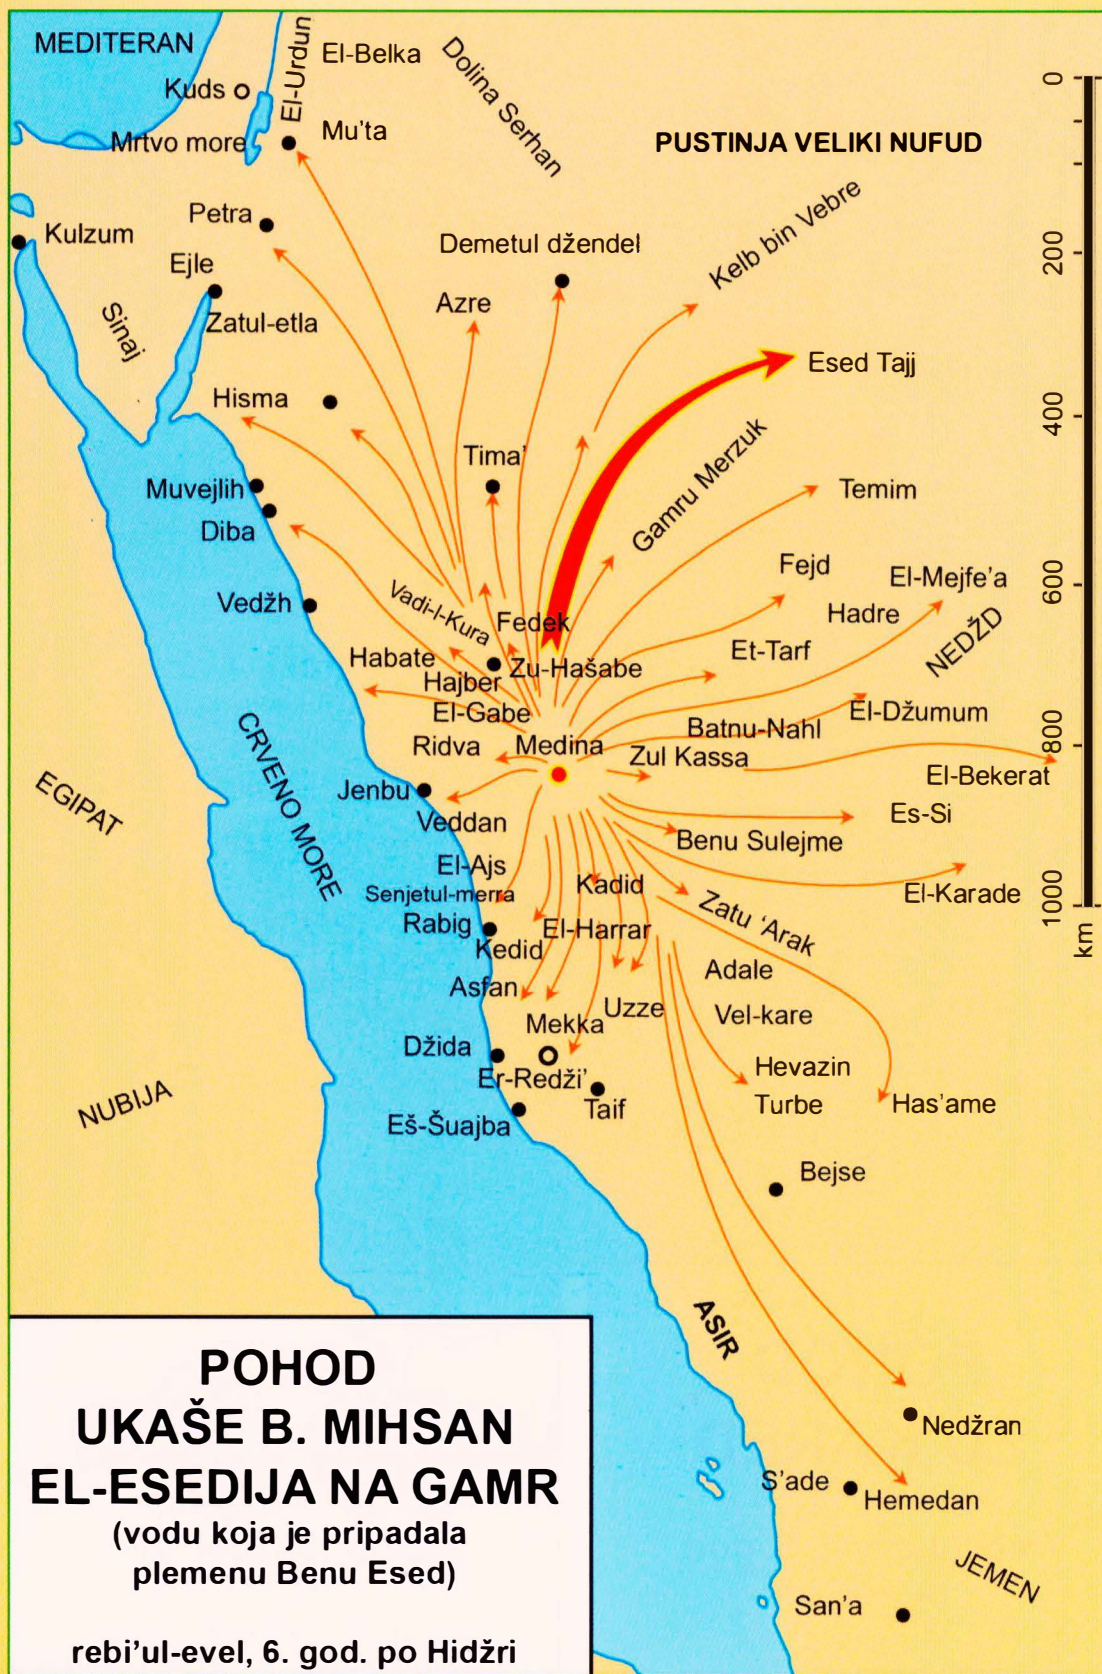 MEDITERAN
El-Urdun
El-Belka
Dolina Serhan
0
Kuds
Mrtvo more
Mu'ta
PUSTINJA VELIKI NUFUD
Petra
Kulzum
Demetul džendel
Kelb bin Vebre
200
Ejle
Azre
Zatul-etla
Sinaj
Esed Tajj
Hisma
400
Tima'
Gamru Merzuk
Muvejlih
Temim
Diba
Fejd
El-Mejfe'a
600
Vedžh
Vadi-l-Kura
Fedek
Hadre
NEDŽD
Habate
Zu-Hašabe
Et-Tarf
Hajber
El-Gabe
El-Džumum
Batnu-Nahl
Ridva
Medina
Zul Kassa
800
CRVENO MORE
El-Bekerat
EGIPAT
Jenbu
Veddan
Es-Si
Benu Sulejme
El-Ajs
Senjetul-merra
Kadid
El-Karade
Zatu 'Arak
1000
km
Rabig
El-Harrar
Kedid
Adale
Asfan
Uzze
Vel-kare
Mekka
Džida
Er-Redži'
Hevazin
NUBIJA
Taif
Turbe
Has'ame
Eš-Šuajba
Bejse
ASIR
POHOD
UKAŠE B. MIHSAN
EL-ESEDIJA NA GAMR
(vodu koja je pripadala
plemenu Benu Esed)
rebi'ul-evel, 6. god. po Hidžri
Nedžran
S'ade
Hemedan
JEMEN
San'a